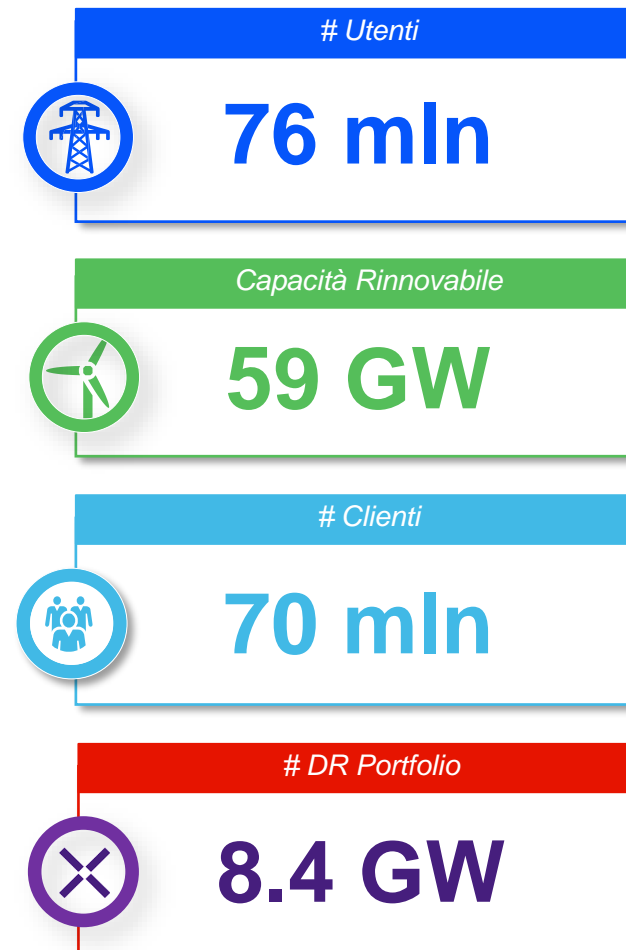 # Utenti
76 mln
Capacità Rinnovabile
59 GW
# Clienti
70 mln
# DR Portfolio
8.4 GW